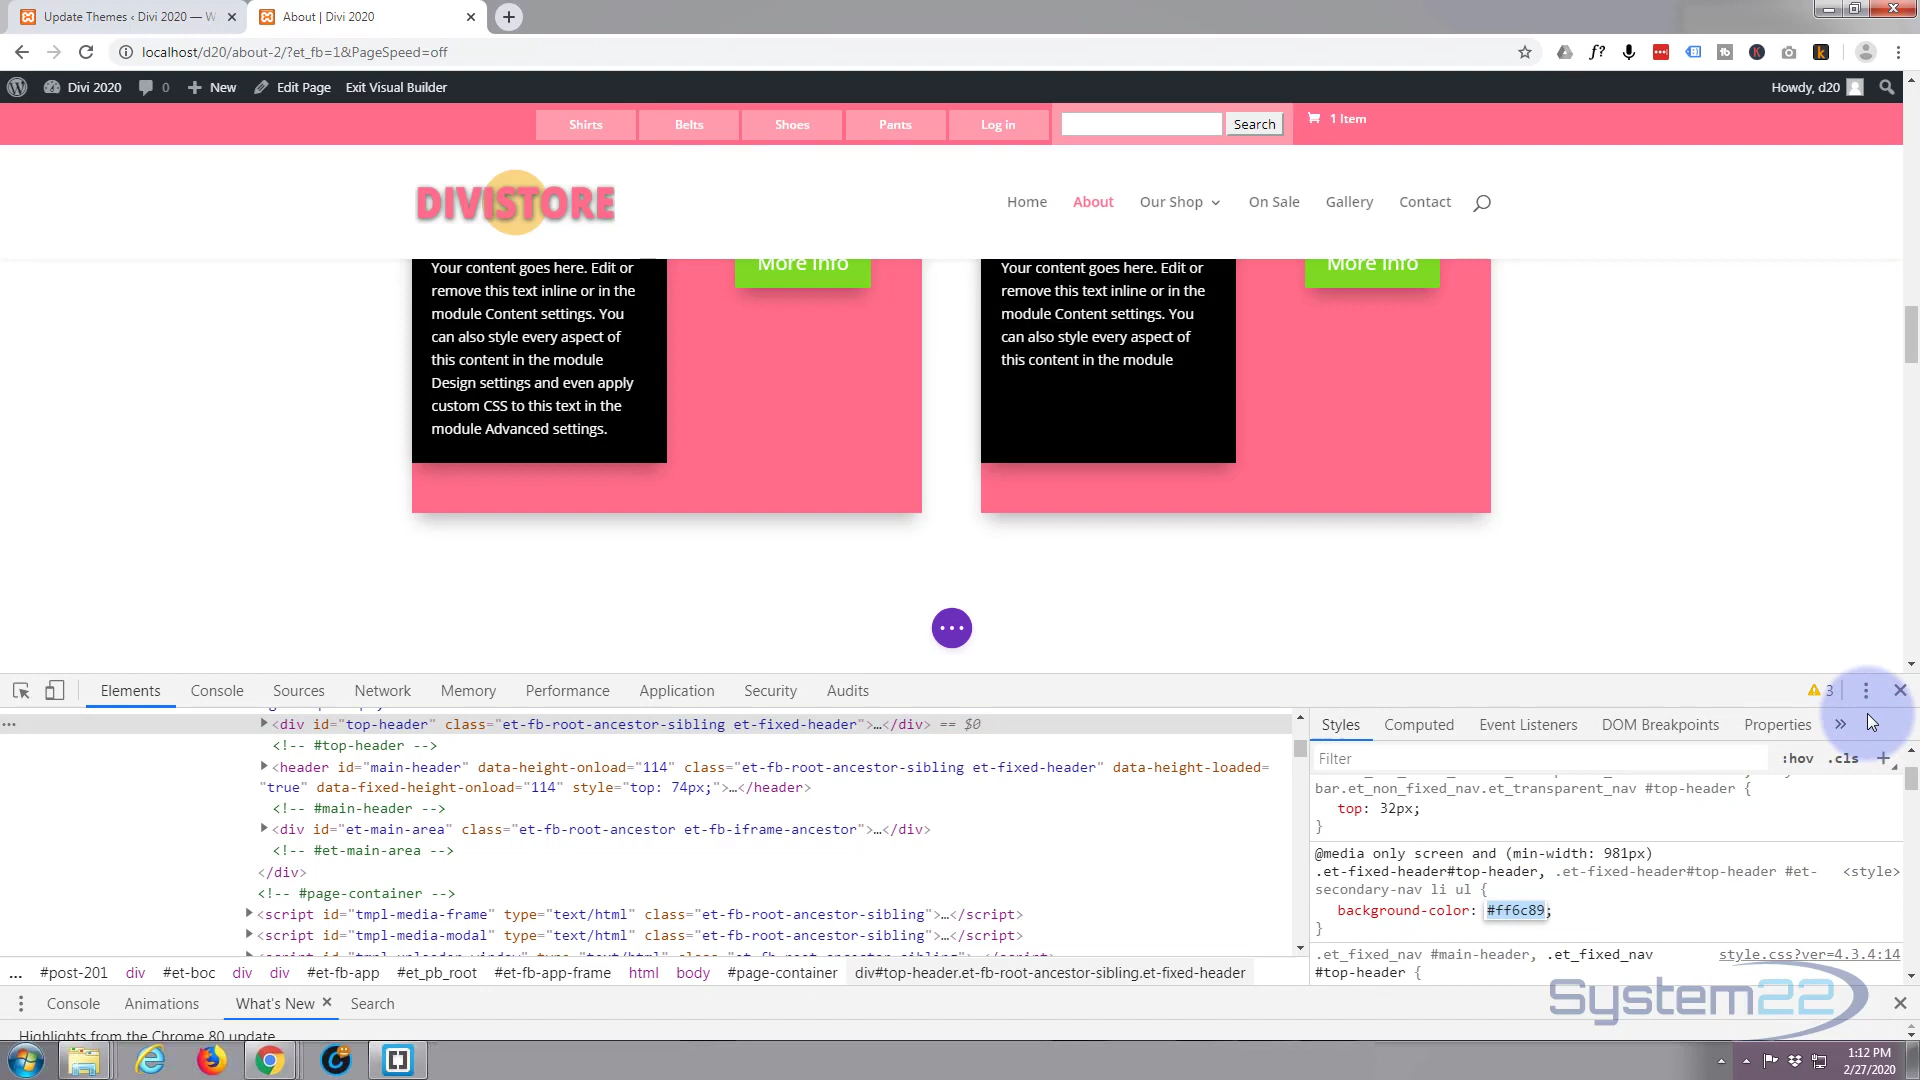 Update Themes ‹ Divi 2020 — W
About | Divi 2020
localhost/d20/about-2/?et_fb=1&PageSpeed=off
Divi 2020 0 New Edit Page Exit Visual Builder Howdy, d20
Shirts Belts Shoes Pants Log in Search 1 Item
DIVISTORE
Home About Our Shop On Sale Gallery Contact
Your content goes here. Edit or
remove this text inline or in the
module Content settings. You
can also style every aspect of
this content in the module
Design settings and even apply
custom CSS to this text in the
module Advanced settings.
More Info
Your content goes here. Edit or
remove this text inline or in the
module Content settings. You
can also style every aspect of
this content in the module
More Info
Elements Console Sources Network Memory Performance Application Security Audits 3
<div id="top-header" class="et-fb-root-ancestor-sibling et-fixed-header">…</div> == $0
<!-- #top-header -->
<header id="main-header" data-height-onload="114" class="et-fb-root-ancestor-sibling et-fixed-header" data-height-loaded=
"true" data-fixed-height-onload="114" style="top: 74px;">…</header>
<!-- #main-header -->
<div id="et-main-area" class="et-fb-root-ancestor et-fb-iframe-ancestor">…</div>
<!-- #et-main-area -->
</div>
<!-- #page-container -->
<script id="tmpl-media-frame" type="text/html" class="et-fb-root-ancestor-sibling">…</script>
<script id="tmpl-media-modal" type="text/html" class="et-fb-root-ancestor-sibling">…</script>
... #post-201 div #et-boc div div #et-fb-app #et_pb_root #et-fb-app-frame html body #page-container div#top-header.et-fb-root-ancestor-sibling.et-fixed-header
Styles Computed Event Listeners DOM Breakpoints Properties »
Filter :hov .cls +
bar.et_non_fixed_nav.et_transparent_nav #top-header {
top: 32px;
}
@media only screen and (min-width: 981px)
.et-fixed-header#top-header, .et-fixed-header#top-header #et- <style>
secondary-nav li ul {
background-color: #ff6c89;
}
.et_fixed_nav #main-header, .et_fixed_nav style.css?ver=4.3.4:14
#top-header {
Console Animations What's New Search
Highlights from the Chrome 80 update
System22
1:12 PM
2/27/2020